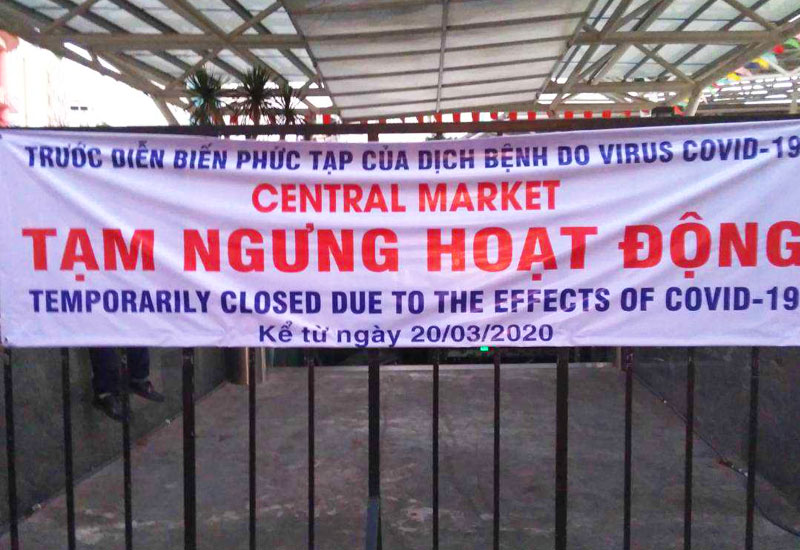 TRƯỚC DIỄN BIẾN PHỨC TẠP CỦA DỊCH BỆNH DO VIRUS COVID-19
CENTRAL MARKET
TẠM NGƯNG HOẠT ĐỘNG
TEMPORARILY CLOSED DUE TO THE EFFECTS OF COVID-19
Kể từ ngày 20/03/2020